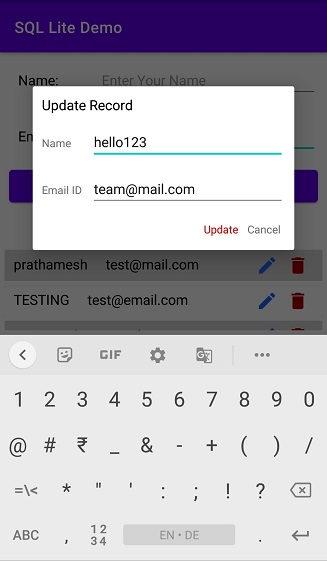 SQL Lite Demo
Name: Enter Your Name
Em
Update Record
Name hello123
Email ID team@mail.com
Update Cancel
prathamesh test@mail.com
TESTING test@email.com
GIF
1 2 3 4 5 6 7 8 9 0
@ # ₹ _ & - + ( ) /
=\< * " ' : ; ! ? 
ABC , 12 34 EN • DE .